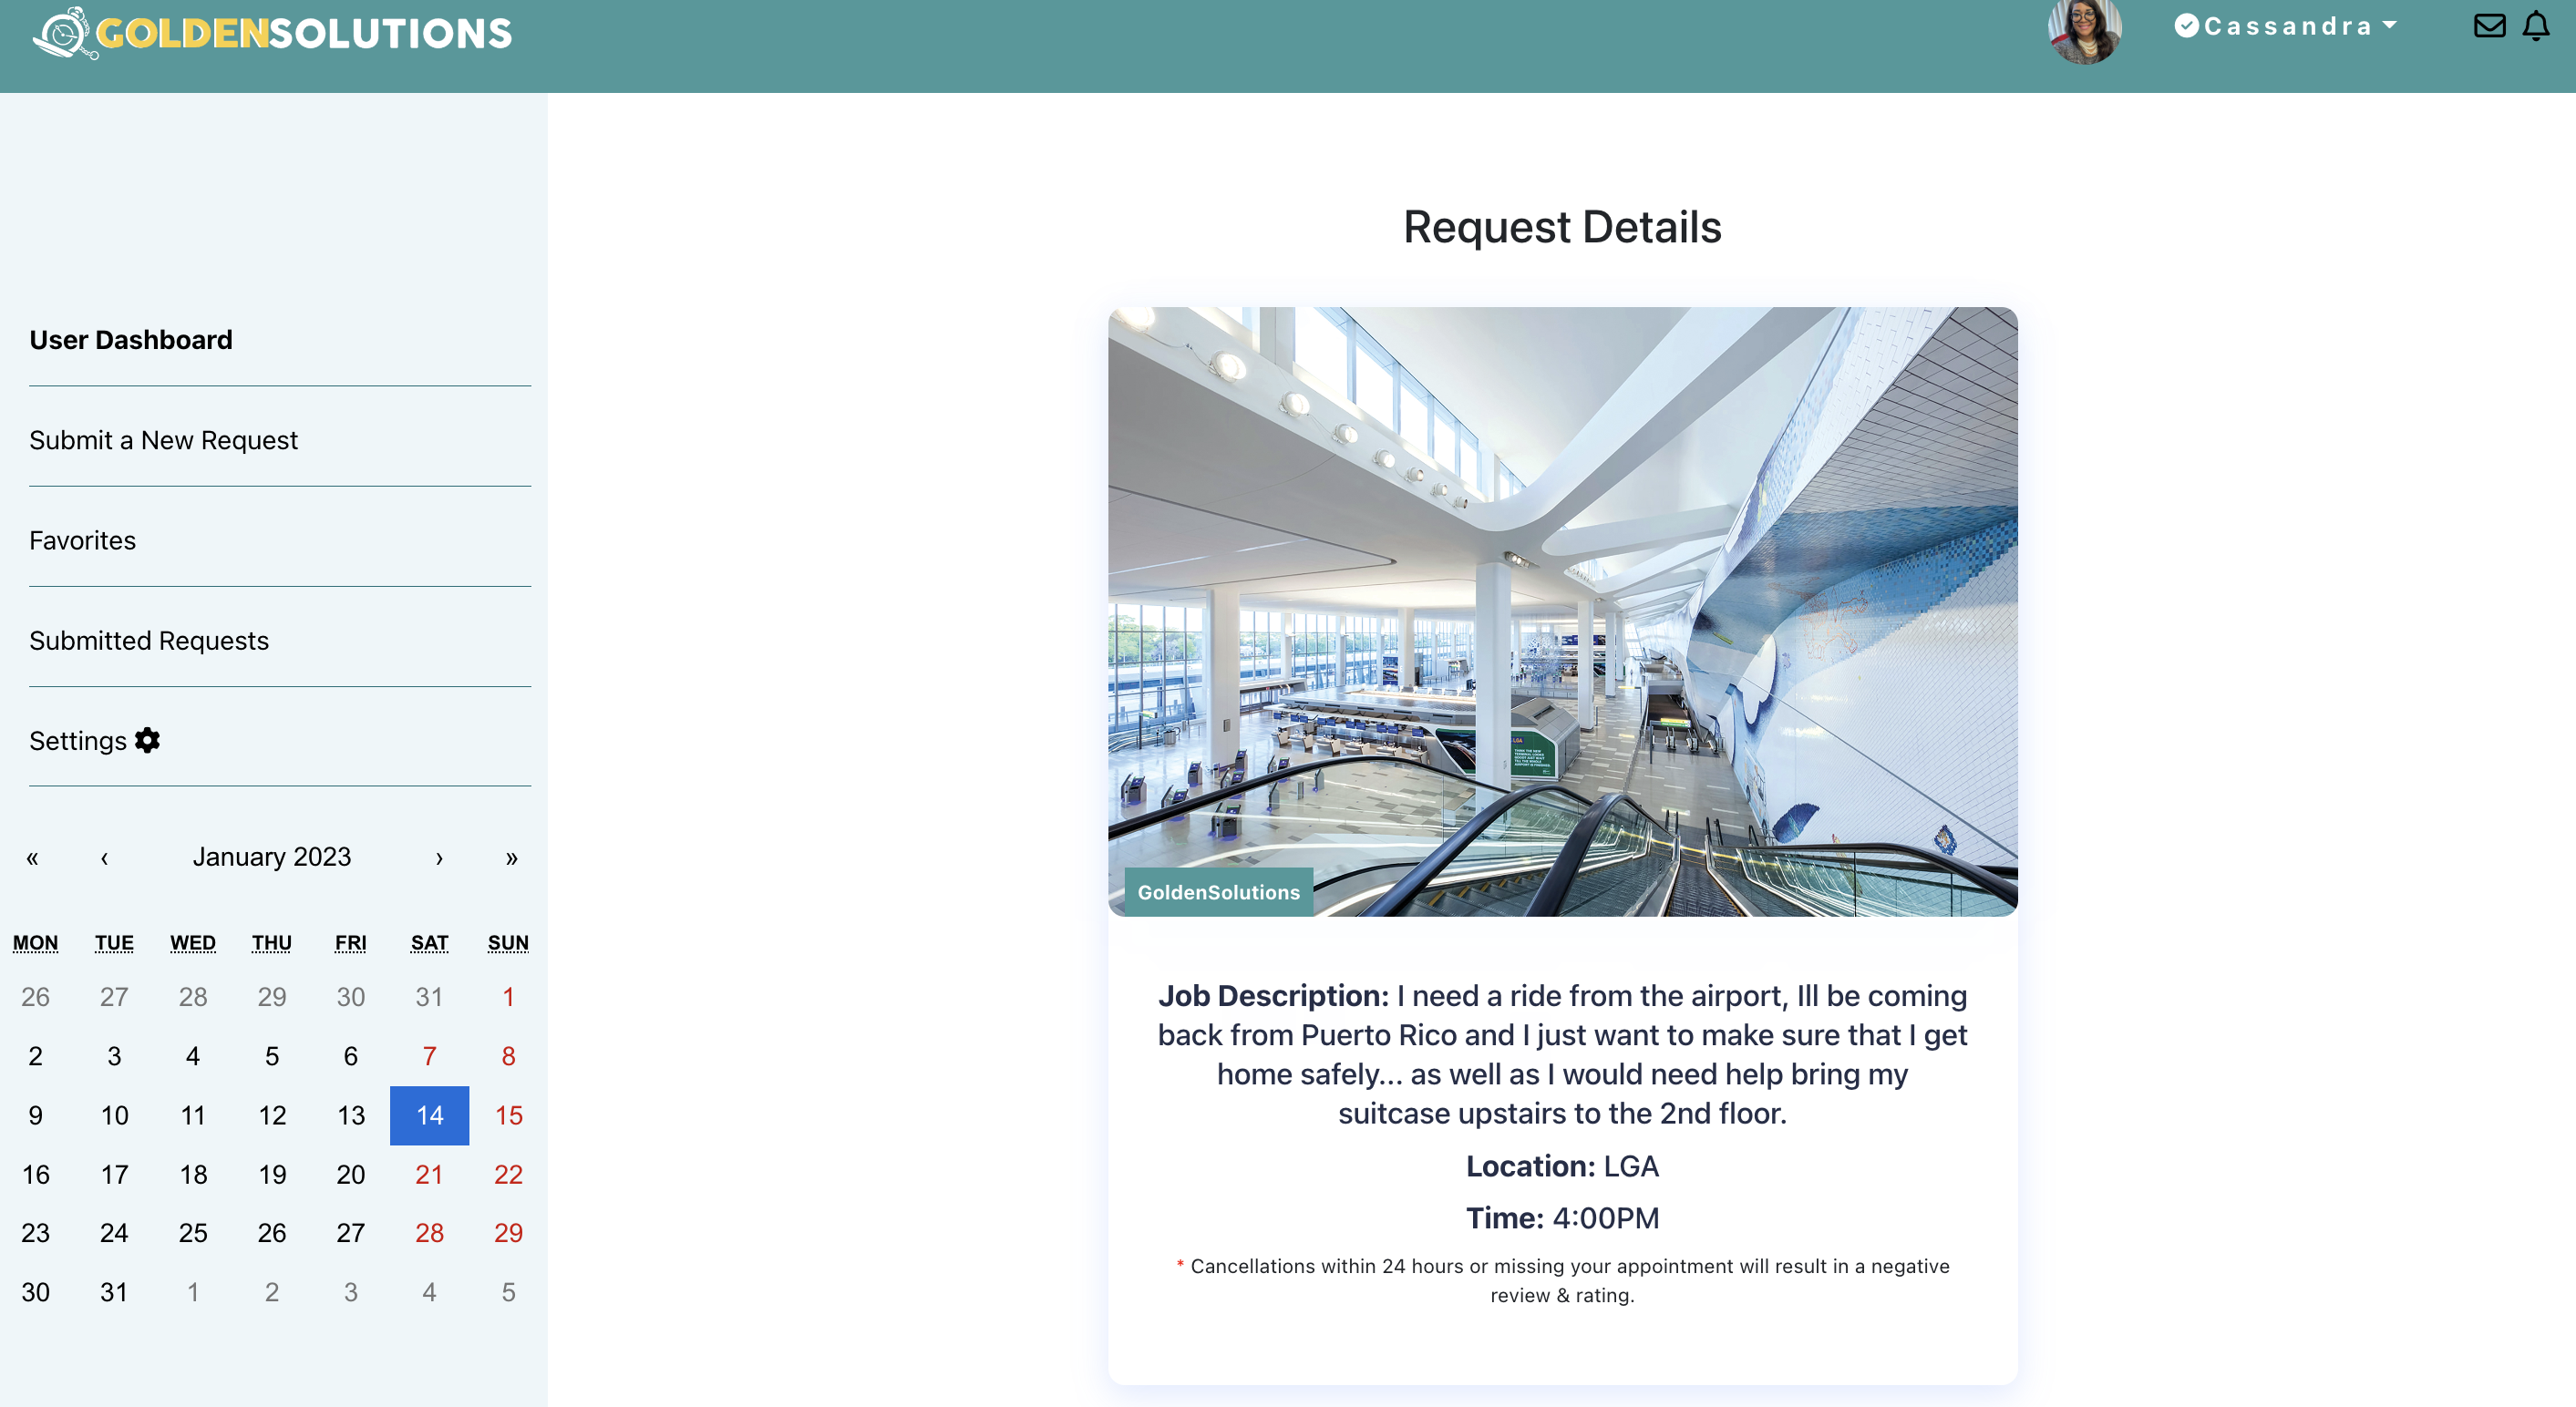 GOLDENSOLUTIONS
Cassandra
Request Details
User Dashboard
Submit a New Request
Favorites
Submitted Requests
Settings
« ‹ January 2023 › »
MON TUE WED THU FRI SAT SUN
26 27 28 29 30 31 1
2 3 4 5 6 7 8
9 10 11 12 13 14 15
16 17 18 19 20 21 22
23 24 25 26 27 28 29
30 31 1 2 3 4 5
LGA
GoldenSolutions
Job Description: I need a ride from the airport, Ill be coming
back from Puerto Rico and I just want to make sure that I get
home safely... as well as I would need help bring my
suitcase upstairs to the 2nd floor.
Location: LGA
Time: 4:00PM
* Cancellations within 24 hours or missing your appointment will result in a negative
review & rating.